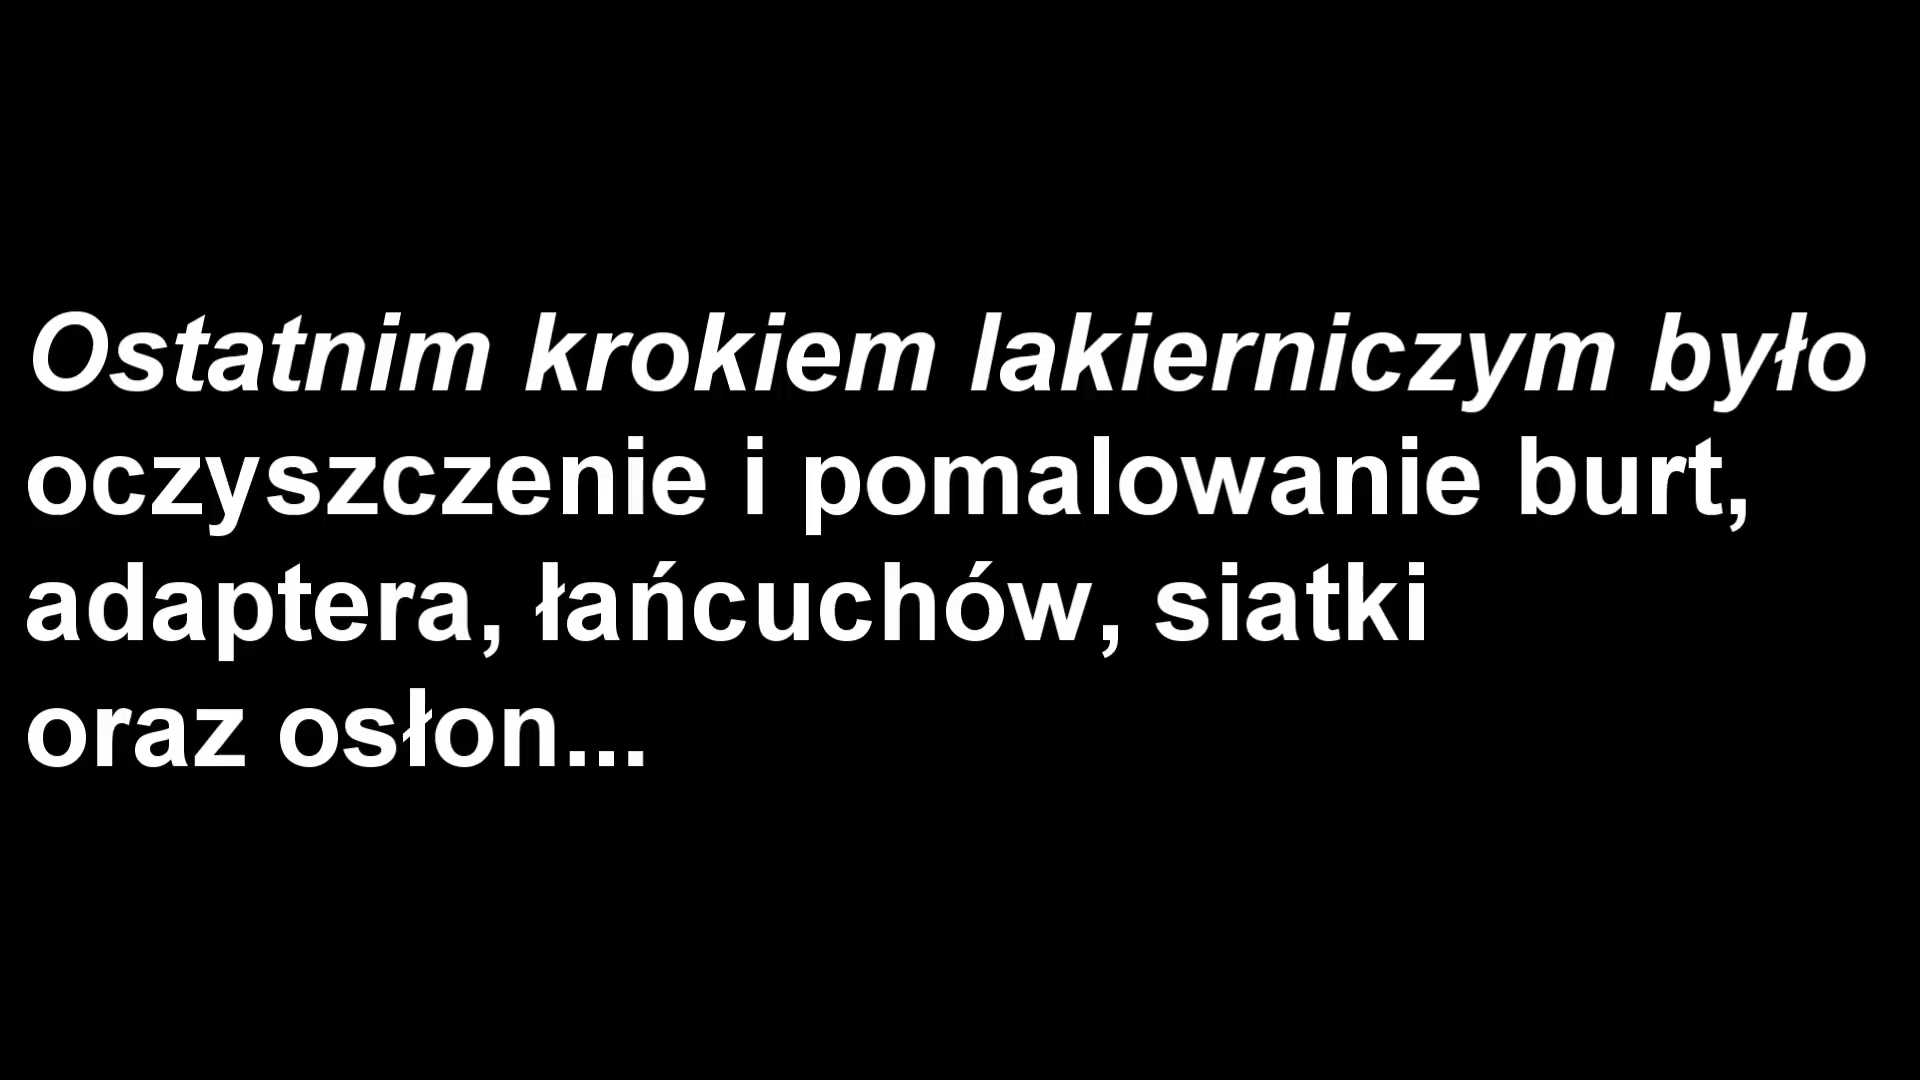 Ostatnim krokiem lakierniczym było
oczyszczenie i pomalowanie burt,
adaptera, łańcuchów, siatki
oraz osłon...